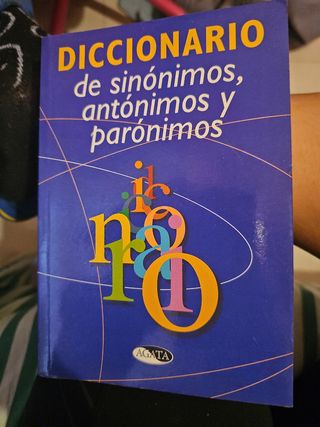 DICCIONARIO
de sinónimos,
antónimos y
parónimos
AGATA